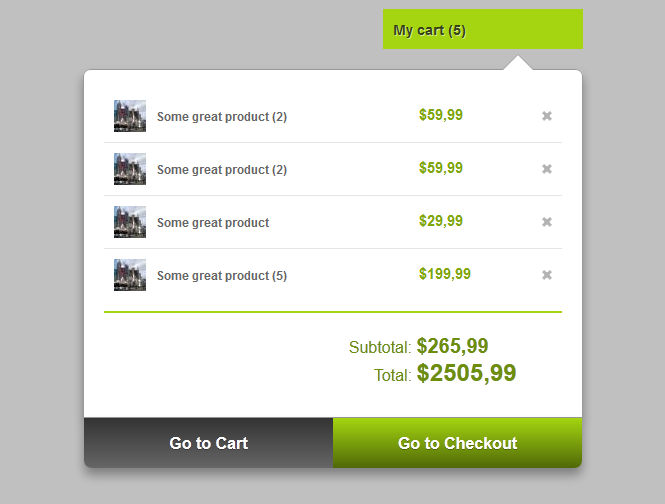 My cart (5)
Some great product (2) $59,99 ✖
Some great product (2) $59,99 ✖
Some great product $29,99 ✖
Some great product (5) $199,99 ✖
Subtotal: $265,99
Total: $2505,99
Go to Cart Go to Checkout